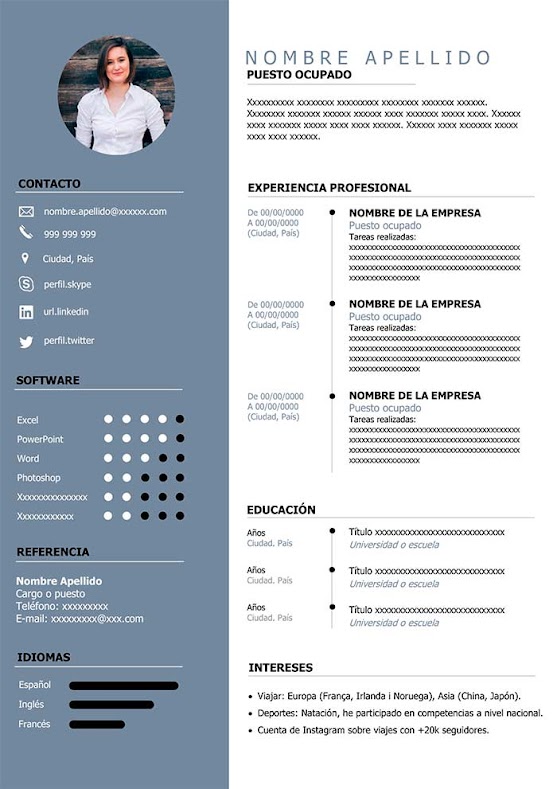 CONTACTO
nombre.apellido@xxxxxx.com
999 999 999
Ciudad, País
perfil.skype
url.linkedin
perfil.twitter
SOFTWARE
Excel
PowerPoint
Word
Photoshop
Xxxxxxxxxxxxxx
Xxxxxxxxxxx
REFERENCIA
Nombre Apellido
Cargo o puesto
Teléfono: xxxxxxxxx
E-mail: xxxxxxxxx@xxx.com
IDIOMAS
Español
Inglés
Francés
NOMBRE APELLIDO
PUESTO OCUPADO
Xxxxxxxxxx xxxxxxxx xxxxxxxxx xxxxxxxx xxxxxxx xxxxxx.
Xxxxxxxx xxxxxxx xxxxxx xxxxx xxxx xxxxxxx xxxxx xxxx. Xxxxxx
xxxx xxxxxxx xxxxx xxxx xxxx xxxxxx. Xxxxxx xxxx xxxxxxx xxxxx
xxxx xxxxxx.
EXPERIENCIA PROFESIONAL
De 00/00/0000
A 00/00/0000
(Ciudad, País)
NOMBRE DE LA EMPRESA
Puesto ocupado
Tareas realizadas:
xxxxxxxxxxxxxxxxxxxxxxxxxxxxxxxxxxxxxxxx
xxxxxxxxxxxxxxxxxxxxxxxxxxxxxxxxxxxxxxxx
xxxxxxxxxxxxxxxxxxxxxxxxxxxxxxxxxxxxxxxx
xxxxxxxxxxxxxxxxx
De 00/00/0000
A 00/00/0000
(Ciudad, País)
NOMBRE DE LA EMPRESA
Puesto ocupado
Tareas realizadas:
xxxxxxxxxxxxxxxxxxxxxxxxxxxxxxxxxxxxxxxx
xxxxxxxxxxxxxxxxxxxxxxxxxxxxxxxxxxxxxxxx
xxxxxxxxxxxxxxxxxxxxxxxxxxxxxxxxxxxxxxxx
xxxxxxxxxxxxxxxxx
De 00/00/0000
A 00/00/0000
(Ciudad, País)
NOMBRE DE LA EMPRESA
Puesto ocupado
Tareas realizadas:
xxxxxxxxxxxxxxxxxxxxxxxxxxxxxxxxxxxxxxxx
xxxxxxxxxxxxxxxxxxxxxxxxxxxxxxxxxxxxxxxx
xxxxxxxxxxxxxxxxxxxxxxxxxxxxxxxxxxxxxxxx
xxxxxxxxxxxxxxxxx
EDUCACIÓN
Años
Ciudad. País
Título xxxxxxxxxxxxxxxxxxxxxxxxxx
Universidad o escuela
Años
Ciudad. País
Título xxxxxxxxxxxxxxxxxxxxxxxxxx
Universidad o escuela
Años
Ciudad. País
Título xxxxxxxxxxxxxxxxxxxxxxxxxx
Universidad o escuela
INTERESES
• Viajar: Europa (França, Irlanda i Noruega), Asia (China, Japón).
• Deportes: Natación, he participado en competencias a nivel nacional.
• Cuenta de Instagram sobre viajes con +20k seguidores.